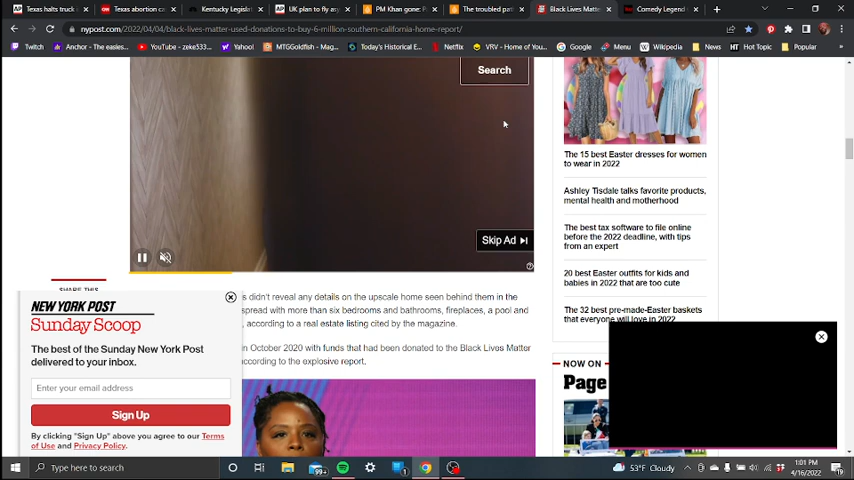 Texas halts truck
Texas abortion ca
Kentucky Legislat
UK plan to fly asy
PM Khan gone: P
The troubled pat
Black Lives Matte
Comedy Legend
nypost.com/2022/04/04/black-lives-matter-used-donations-to-buy-6-million-southern-california-home-report/
Twitch
Anchor - The easies...
YouTube - zeke333...
Yahoo!
MTGGoldfish - Mag...
Today's Historical E...
Netflix
VRV - Home of You...
Google
Menu
Wikipedia
News
HT Hot Topic
Popular
Search
Skip Ad
The 15 best Easter dresses for women
to wear in 2022
Ashley Tisdale talks favorite products,
mental health and motherhood
The best tax software to file online
before the 2022 deadline, with tips
from an expert
20 best Easter outfits for kids and
babies in 2022 that are too cute
The 32 best pre-made-Easter baskets
that everyone will love in 2022
NOW ON
Page
SHARE THIS
s didn't reveal any details on the upscale home seen behind them in the
spread with more than six bedrooms and bathrooms, fireplaces, a pool and
, according to a real estate listing cited by the magazine.
in October 2020 with funds that had been donated to the Black Lives Matter
according to the explosive report.
NEW YORK POST
Sunday Scoop
The best of the Sunday New York Post
delivered to your inbox.
Enter your email address
Sign Up
By clicking "Sign Up" above you agree to our Terms
of Use and Privacy Policy.
Type here to search
99+
53°F Cloudy
1:01 PM
4/16/2022
19